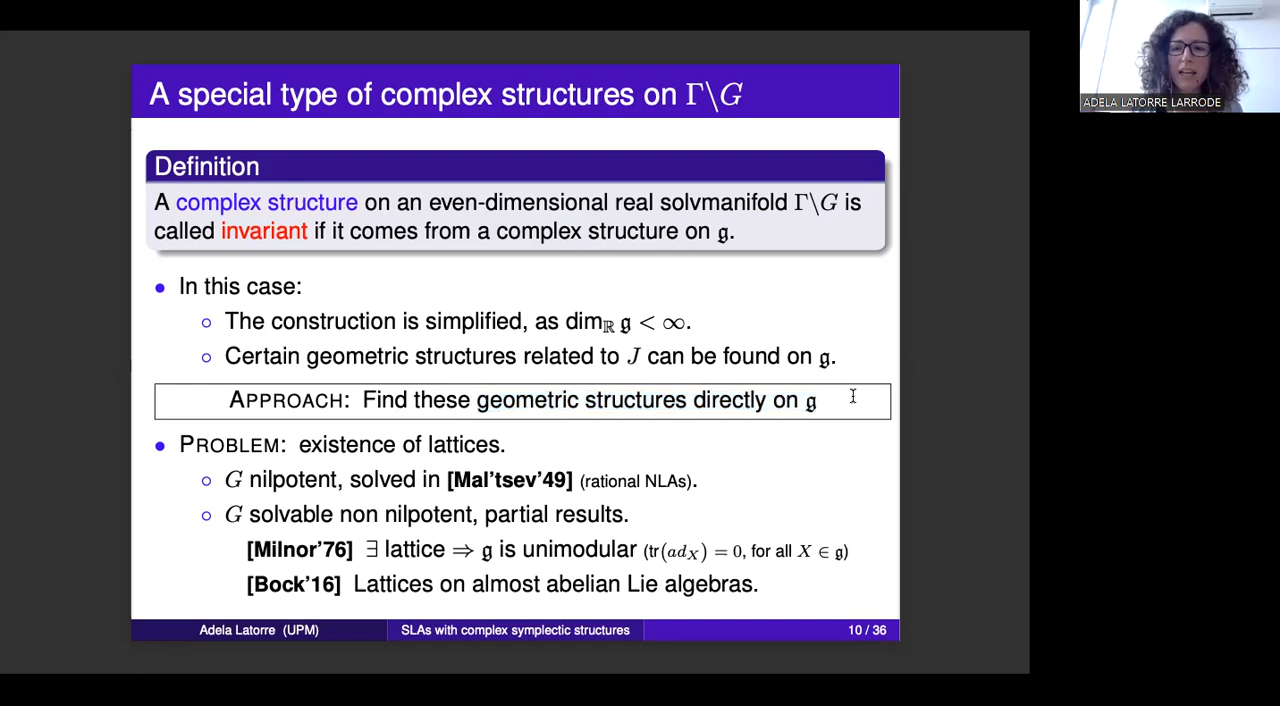 A special type of complex structures on Γ\G
Definition
A complex structure on an even-dimensional real solvmanifold Γ\G is
called invariant if it comes from a complex structure on 𝔤.
• In this case:
◦ The construction is simplified, as dim_ℝ 𝔤 < ∞.
◦ Certain geometric structures related to J can be found on 𝔤.
APPROACH: Find these geometric structures directly on 𝔤
• PROBLEM: existence of lattices.
◦ G nilpotent, solved in [Mal'tsev'49] (rational NLAs).
◦ G solvable non nilpotent, partial results.
[Milnor'76] ∃ lattice ⇒ 𝔤 is unimodular (tr(ad_X) = 0, for all X ∈ 𝔤)
[Bock'16] Lattices on almost abelian Lie algebras.
Adela Latorre (UPM) SLAs with complex symplectic structures 10 / 36
ADELA LATORRE LARRODE